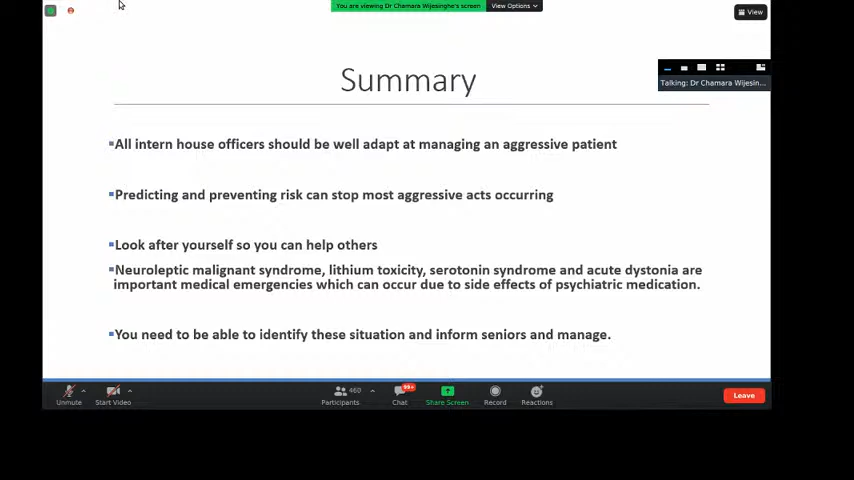 You are viewing Dr Chamara Wijesinghe's screen
View Options
View
Talking: Dr Chamara Wijesin...
Summary
All intern house officers should be well adapt at managing an aggressive patient
Predicting and preventing risk can stop most aggressive acts occurring
Look after yourself so you can help others
Neuroleptic malignant syndrome, lithium toxicity, serotonin syndrome and acute dystonia are
important medical emergencies which can occur due to side effects of psychiatric medication.
You need to be able to identify these situation and inform seniors and manage.
460
99+
Unmute
Start Video
Participants
Chat
Share Screen
Record
Reactions
Leave